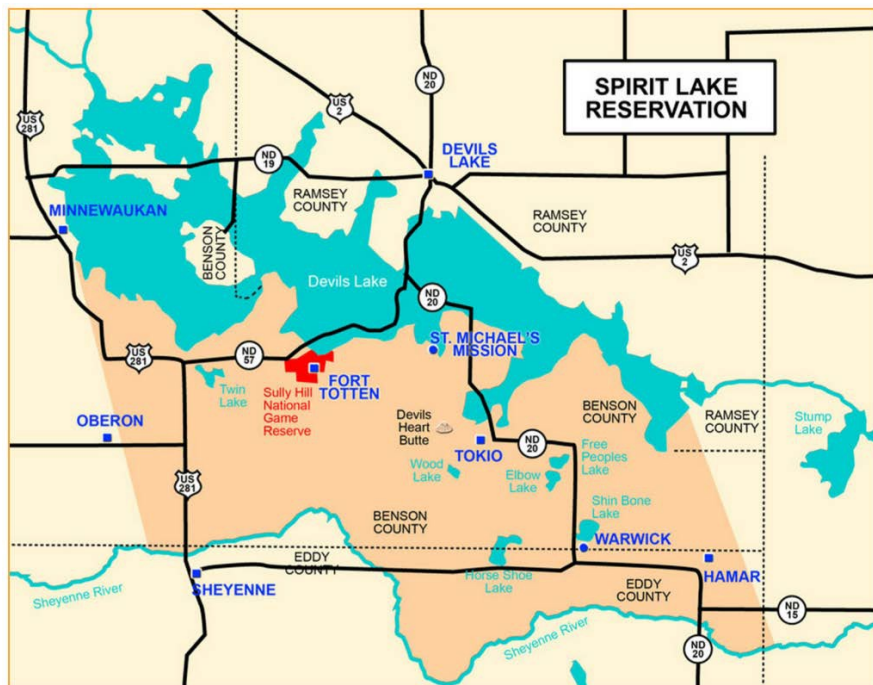 SPIRIT LAKE
RESERVATION
US
281
US
2
ND
20
ND
19
DEVILS
LAKE
RAMSEY
COUNTY
RAMSEY
COUNTY
MINNEWAUKAN
BENSON
COUNTY
US
2
Devils Lake
ND
20
ST. MICHAEL'S
MISSION
US
281
ND
57
Twin
Lake
FORT
TOTTEN
Sully Hill
National
Game
Reserve
OBERON
Devils
Heart
Butte
TOKIO
BENSON
COUNTY
RAMSEY
COUNTY
Stump
Lake
ND
20
Free
Peoples
Lake
Wood
Lake
Elbow
Lake
US
281
Shin Bone
Lake
BENSON
COUNTY
WARWICK
EDDY
COUNTY
HAMAR
SHEYENNE
Horse Shoe
Lake
EDDY
COUNTY
Sheyenne River
ND
15
Sheyenne River
ND
20